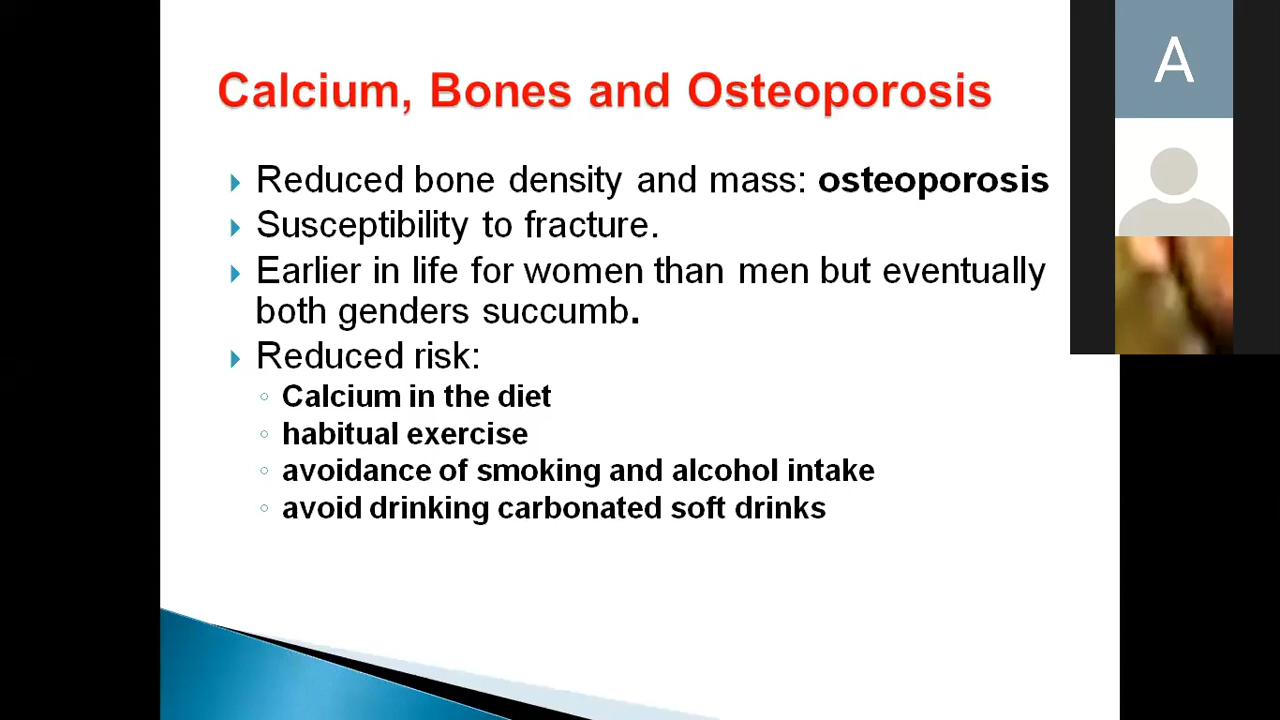 Calcium, Bones and Osteoporosis
A
Reduced bone density and mass: osteoporosis
Susceptibility to fracture.
Earlier in life for women than men but eventually
both genders succumb.
Reduced risk:
Calcium in the diet
habitual exercise
avoidance of smoking and alcohol intake
avoid drinking carbonated soft drinks